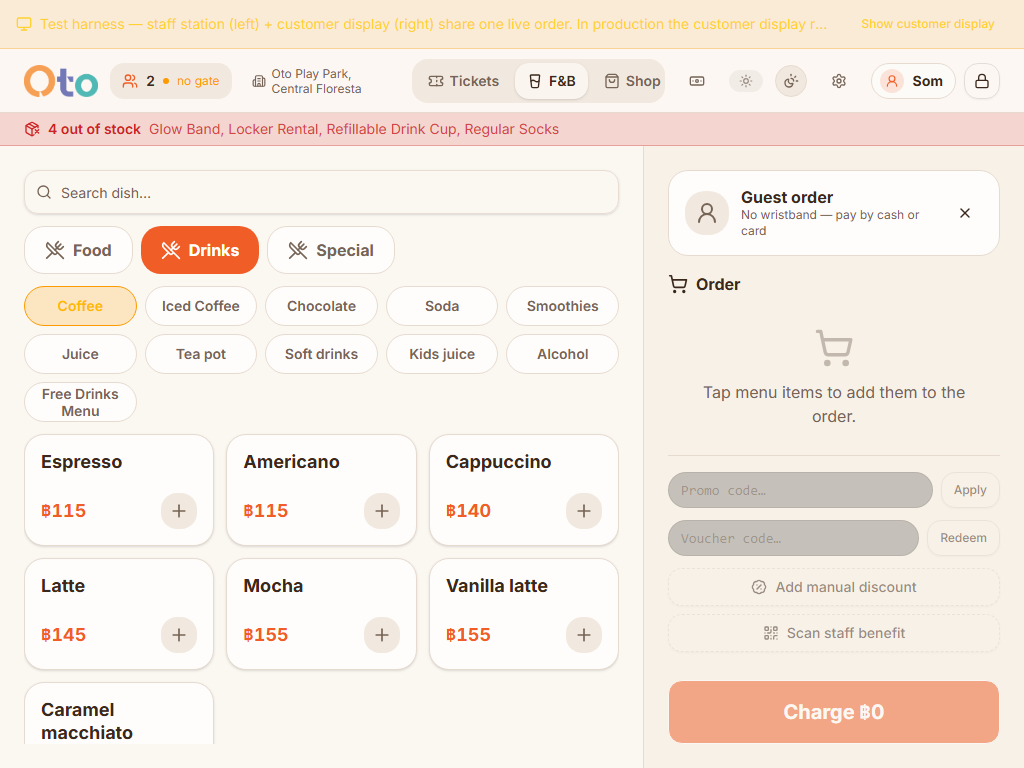 Test harness — staff station (left) + customer display (right) share one live order. In production the customer display r...
Show customer display
Oto
2
no gate
Oto Play Park,
Central Floresta
Tickets
F&B
Shop
Som
4 out of stock Glow Band, Locker Rental, Refillable Drink Cup, Regular Socks
Search dish...
Food
Drinks
Special
Coffee
Iced Coffee
Chocolate
Soda
Smoothies
Juice
Tea pot
Soft drinks
Kids juice
Alcohol
Free Drinks
Menu
Espresso
฿115
Americano
฿115
Cappuccino
฿140
Latte
฿145
Mocha
฿155
Vanilla latte
฿155
Caramel
macchiato
Guest order
No wristband — pay by cash or
card
Order
Tap menu items to add them to the
order.
Promo code…
Apply
Voucher code…
Redeem
Add manual discount
Scan staff benefit
Charge ฿0